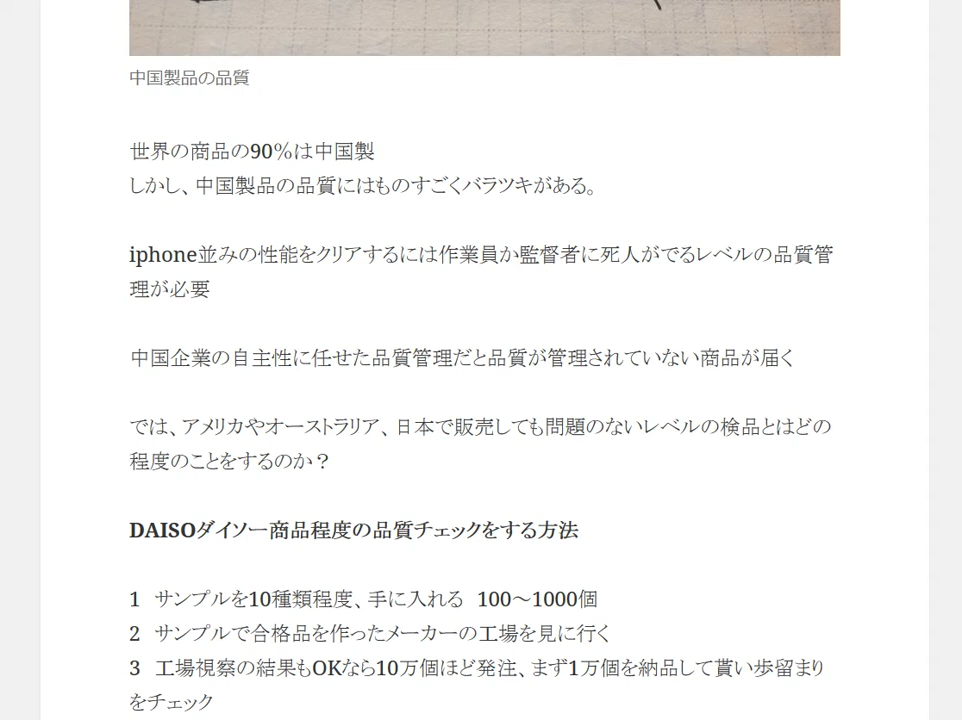 中国製品の品質
世界の商品の90％は中国製
しかし、中国製品の品質にはものすごくバラツキがある。
iphone並みの性能をクリアするには作業員か監督者に死人がでるレベルの品質管
理が必要
中国企業の自主性に任せた品質管理だと品質が管理されていない商品が届く
では、アメリカやオーストラリア、日本で販売しても問題のないレベルの検品とはどの
程度のことをするのか？
DAISOダイソー商品程度の品質チェックをする方法
1 サンプルを10種類程度、手に入れる 100～1000個
2 サンプルで合格品を作ったメーカーの工場を見に行く
3 工場視察の結果もOKなら10万個ほど発注、まず1万個を納品して貰い歩留まり
をチェック